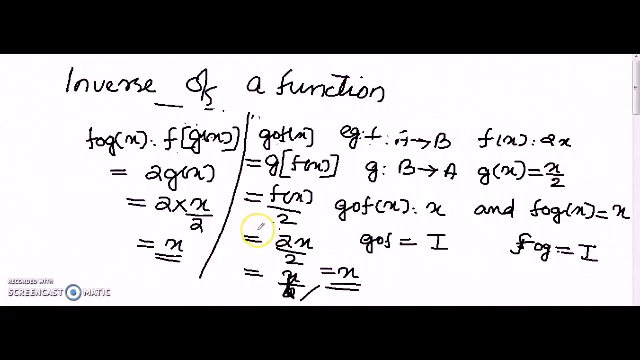 Inverse of a function
fog(x): f[g(x)]
= 2g(x)
= 2 × x/2
= x
gof(x)
= g[f(x)]
= f(x)/2
= 2x/2
= x
= x
eg: f: A→B f(x): 2x
g: B→A g(x)= x/2
gof(x): x and fog(x)=x
gof = I fog = I
RECORDED WITH
SCREENCAST MATIC